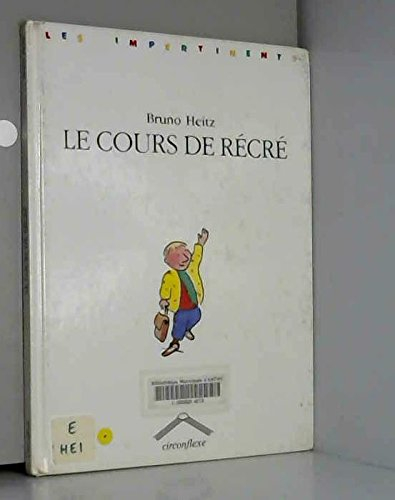 LES IMPERTINENTS
Bruno Heitz
LE COURS DE RÉCRÉ
E
HEI
circonflexe